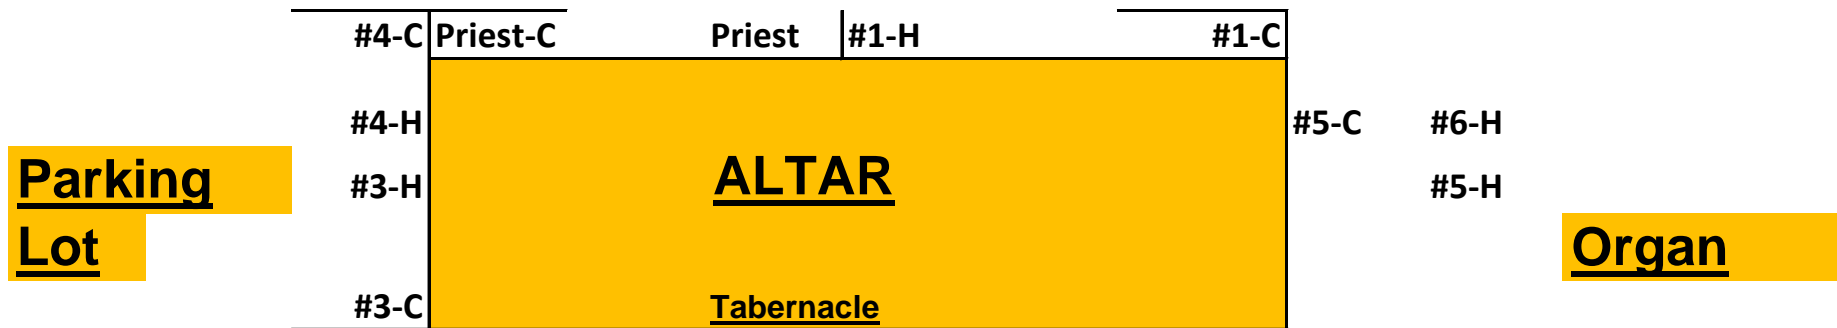 #4-C Priest-C Priest #1-H #1-C
#4-H #5-C #6-H
Parking #3-H ALTAR #5-H
Lot Organ
#3-C Tabernacle